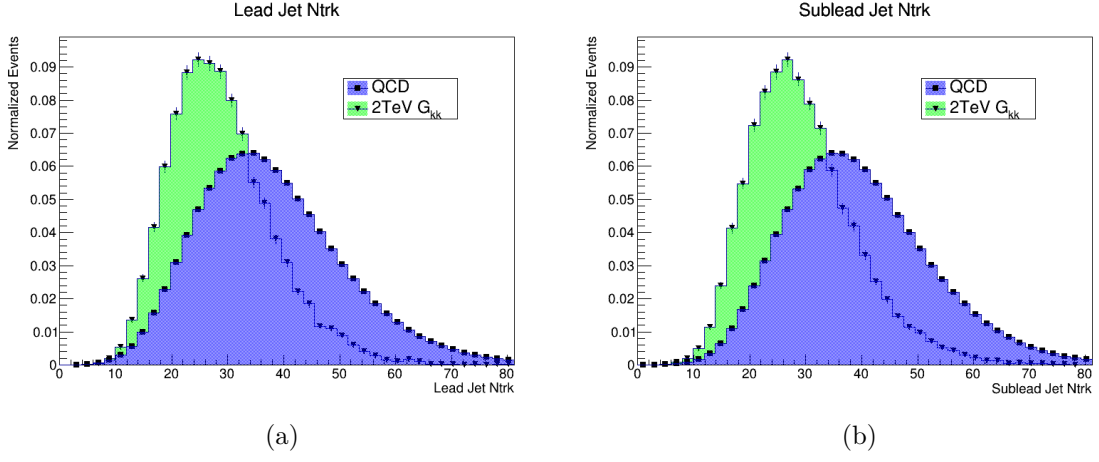 Lead Jet Ntrk
Normalized Events
0.09
0.08
0.07
0.06
0.05
0.04
0.03
0.02
0.01
0
QCD
2TeV G_kk
0 10 20 30 40 50 60 70 80
Lead Jet Ntrk
(a)
Sublead Jet Ntrk
Normalized Events
0.09
0.08
0.07
0.06
0.05
0.04
0.03
0.02
0.01
0
QCD
2TeV G_kk
0 10 20 30 40 50 60 70 80
Sublead Jet Ntrk
(b)